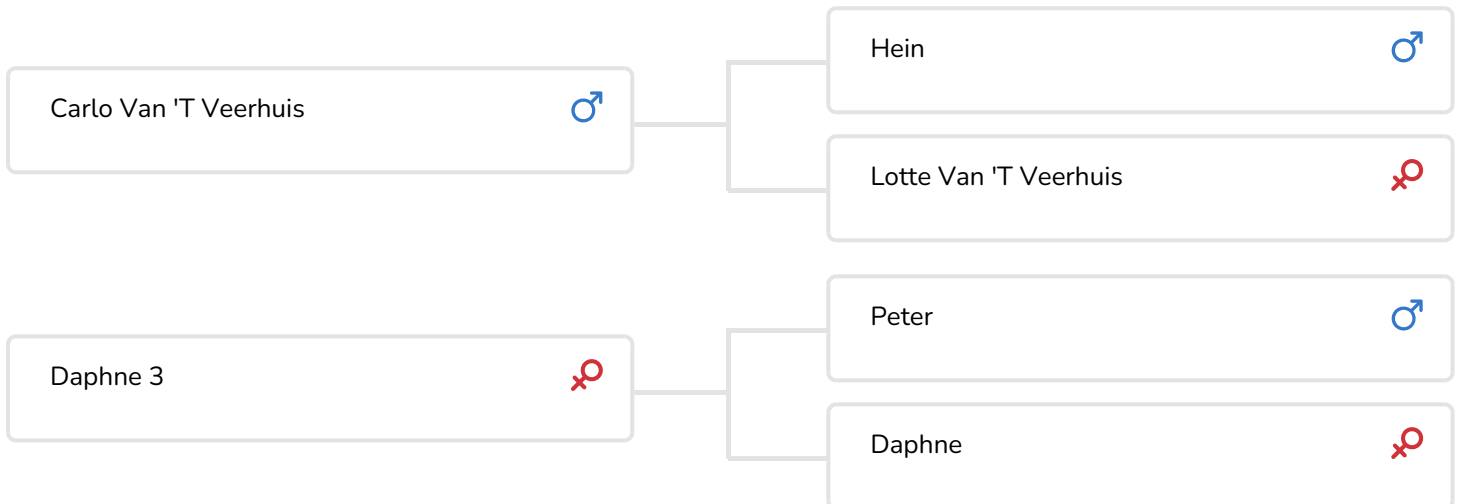 Hein
Carlo Van 'T Veerhuis
Lotte Van 'T Veerhuis
Peter
Daphne 3
Daphne